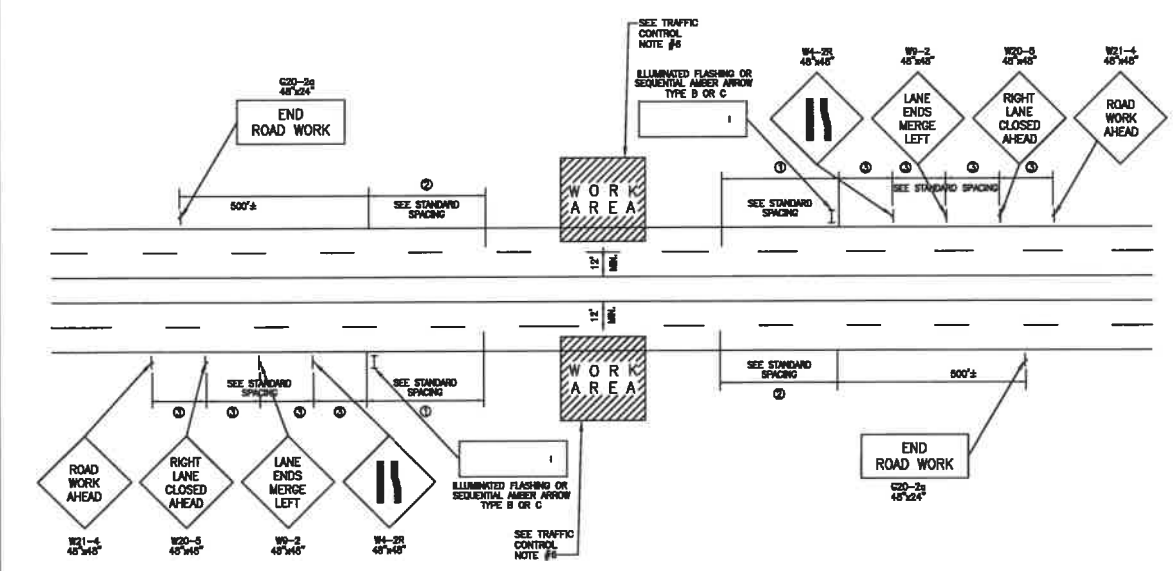 SEE TRAFFIC
CONTROL
NOTE #6
G20-2a
48"x24"
END
ROAD WORK
ILLUMINATED FLASHING OR
SEQUENTIAL AMBER ARROW
TYPE B OR C
W4-2R
48"x48"
W9-2
48"x48"
LANE
ENDS
MERGE
LEFT
W20-5
48"x48"
RIGHT
LANE
CLOSED
AHEAD
W21-4
48"x48"
ROAD
WORK
AHEAD
500'±
②
SEE STANDARD
SPACING
WORK
AREA
①
SEE STANDARD
SPACING
③ ③ ③ ③
SEE STANDARD SPACING
12'
MIN.
12'
MIN.
SEE STANDARD
SPACING
③ ③ ③ ③
SEE STANDARD
SPACING
①
WORK
AREA
SEE STANDARD
SPACING
②
500'±
ROAD
WORK
AHEAD
W21-4
48"x48"
RIGHT
LANE
CLOSED
AHEAD
W20-5
48"x48"
LANE
ENDS
MERGE
LEFT
W9-2
48"x48"
W4-2R
48"x48"
ILLUMINATED FLASHING OR
SEQUENTIAL AMBER ARROW
TYPE B OR C
SEE TRAFFIC
CONTROL
NOTE #6
END
ROAD WORK
G20-2a
48"x24"